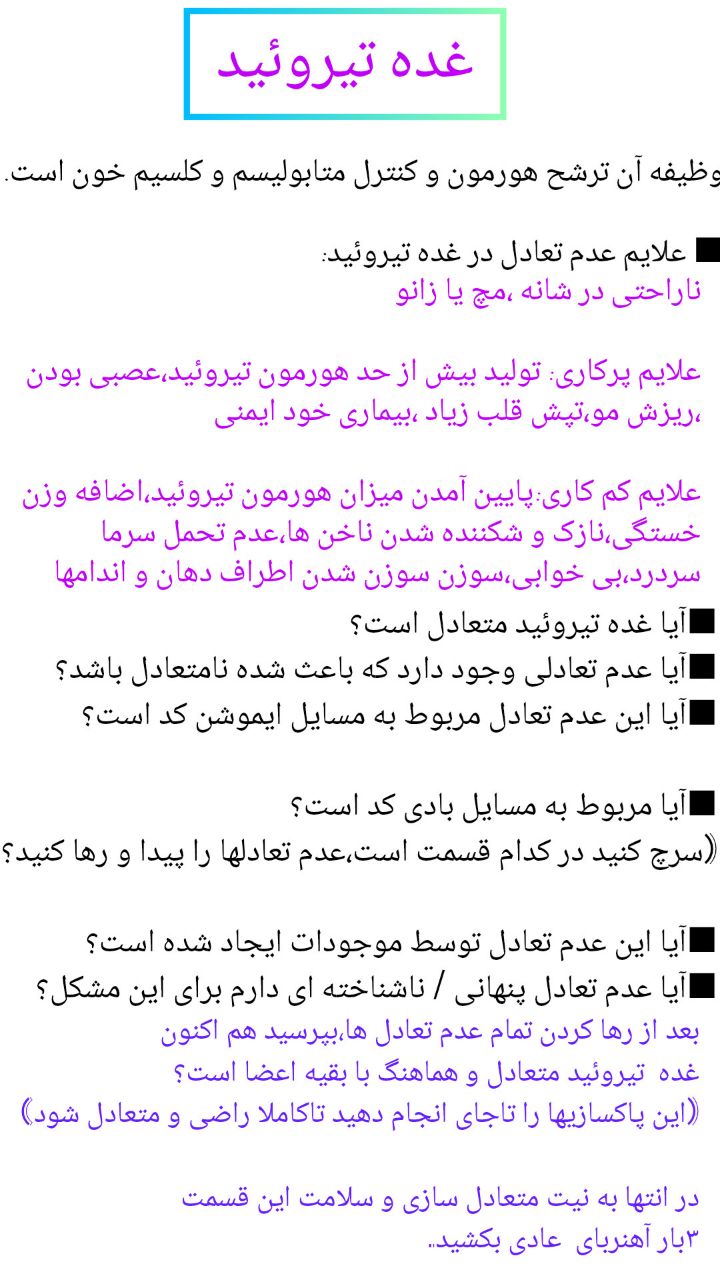 غده تیروئید
وظیفه آن ترشح هورمون و کنترل متابولیسم و کلسیم خون است.
■ علایم عدم تعادل در غده تیروئید:
ناراحتی در شانه ،مچ یا زانو
علایم پرکاری: تولید بیش از حد هورمون تیروئید،عصبی بودن
،ریزش مو،تپش قلب زیاد ،بیماری خود ایمنی
علایم کم کاری:پایین آمدن میزان هورمون تیروئید،اضافه وزن
خستگی،نازک و شکننده شدن ناخن ها،عدم تحمل سرما
سردرد،بی خوابی،سوزن سوزن شدن اطراف دهان و اندامها
■آیا غده تیروئید متعادل است؟
■آیا عدم تعادلی وجود دارد که باعث شده نامتعادل باشد؟
■آیا این عدم تعادل مربوط به مسایل ایموشن کد است؟
■آیا مربوط به مسایل بادی کد است؟
⸨سرچ کنید در کدام قسمت است،عدم تعادلها را پیدا و رها کنید؟
■آیا این عدم تعادل توسط موجودات ایجاد شده است؟
■آیا عدم تعادل پنهانی / ناشناخته ای دارم برای این مشکل؟
بعد از رها کردن تمام عدم تعادل ها،بپرسید هم اکنون
غده تیروئید متعادل و هماهنگ با بقیه اعضا است؟
⸨این پاکسازیها را تاجای انجام دهید تاکاملا راضی و متعادل شود⸩
در انتها به نیت متعادل سازی و سلامت این قسمت
۳بار آهنربای عادی بکشید..